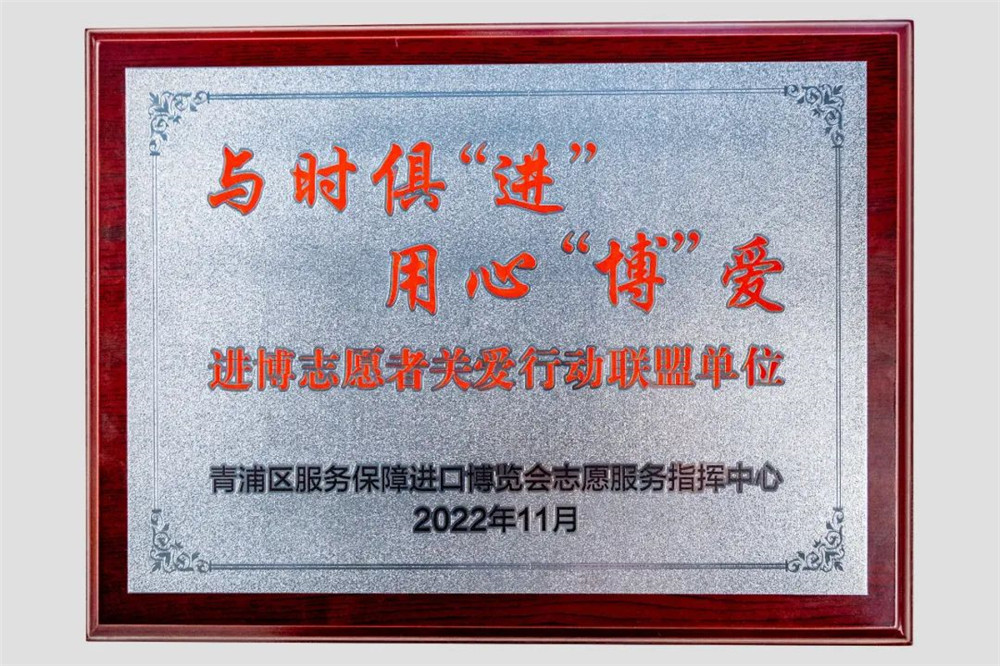 与时俱“进”
用心“博”爱
进博志愿者关爱行动联盟单位
青浦区服务保障进口博览会志愿服务指挥中心
2022年11月